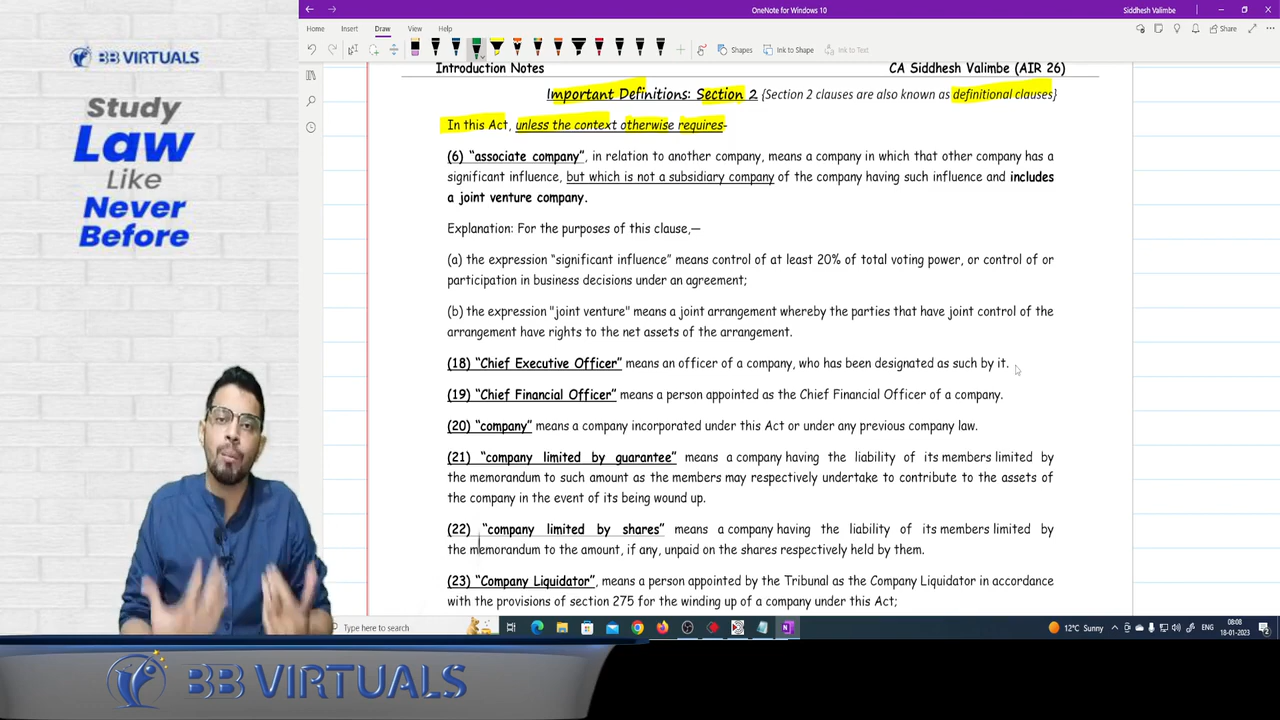 OneNote for Windows 10
Siddhesh Valimbe
Home Insert Draw View Help
Share
Shapes Ink to Shape Ink to Text
BB VIRTUALS
Study
Law
Like
Never
Before
Introduction Notes CA Siddhesh Valimbe (AIR 26)
Important Definitions: Section 2 {Section 2 clauses are also known as definitional clauses}
In this Act, unless the context otherwise requires-
(6) “associate company”, in relation to another company, means a company in which that other company has a
significant influence, but which is not a subsidiary company of the company having such influence and includes
a joint venture company.
Explanation: For the purposes of this clause,—
(a) the expression “significant influence” means control of at least 20% of total voting power, or control of or
participation in business decisions under an agreement;
(b) the expression "joint venture" means a joint arrangement whereby the parties that have joint control of the
arrangement have rights to the net assets of the arrangement.
(18) “Chief Executive Officer” means an officer of a company, who has been designated as such by it.
(19) “Chief Financial Officer” means a person appointed as the Chief Financial Officer of a company.
(20) “company” means a company incorporated under this Act or under any previous company law.
(21) “company limited by guarantee” means a company having the liability of its members limited by
the memorandum to such amount as the members may respectively undertake to contribute to the assets of
the company in the event of its being wound up.
(22) “company limited by shares” means a company having the liability of its members limited by
the memorandum to the amount, if any, unpaid on the shares respectively held by them.
(23) “Company Liquidator”, means a person appointed by the Tribunal as the Company Liquidator in accordance
with the provisions of section 275 for the winding up of a company under this Act;
Type here to search
12°C Sunny
ENG
08:08
18-01-2023
BB VIRTUALS